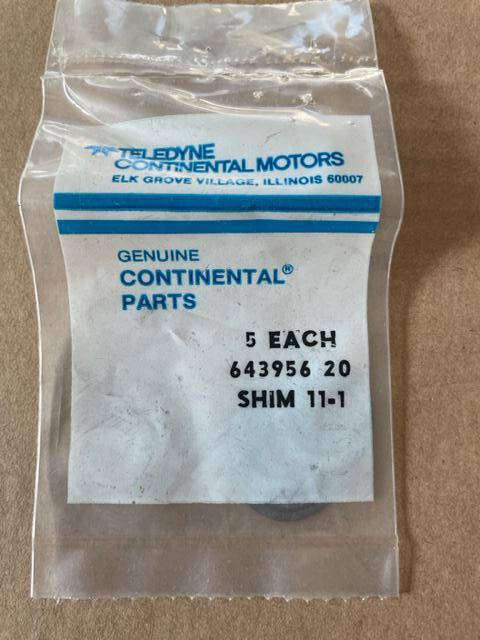 TELEDYNE
CONTINENTAL MOTORS
ELK GROVE VILLAGE, ILLINOIS 60007
GENUINE
CONTINENTAL®
PARTS
5 EACH
643956 20
SHIM 11-1